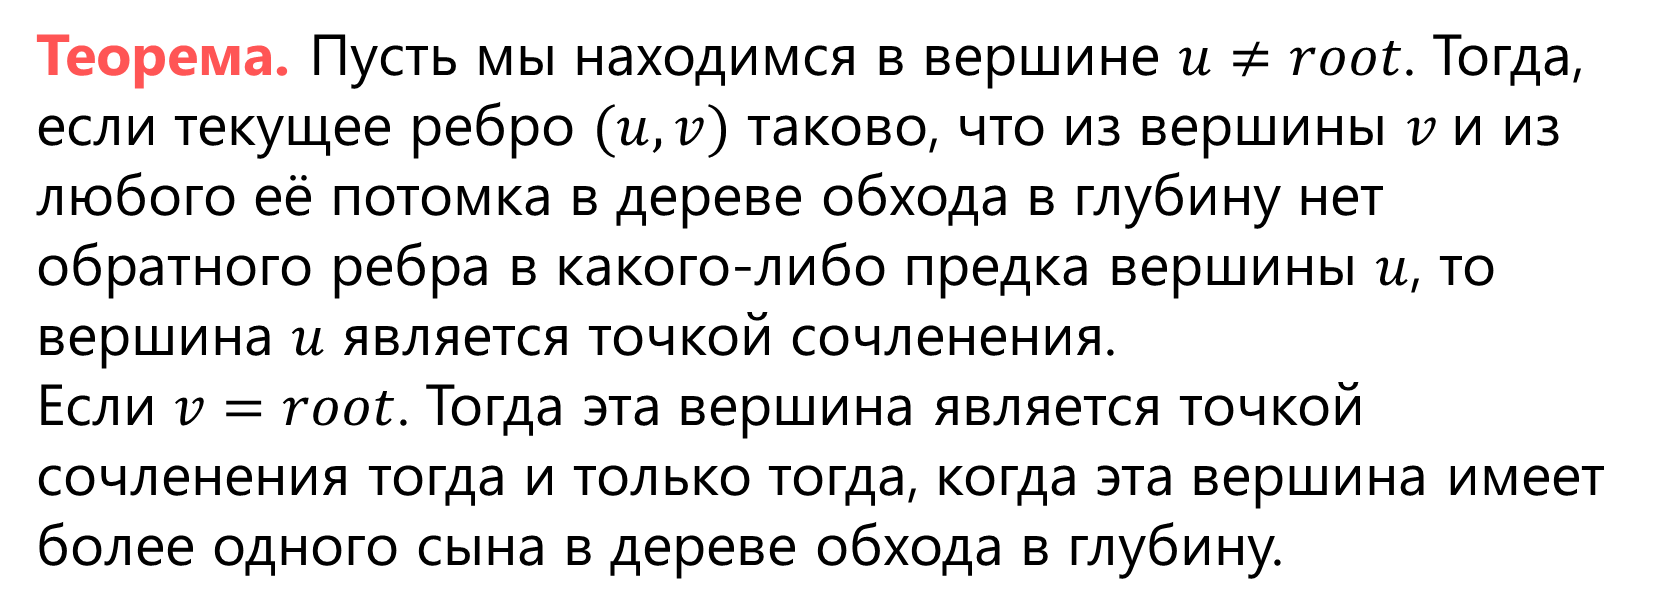 Теорема. Пусть мы находимся в вершине u ≠ root. Тогда,
если текущее ребро (u, v) таково, что из вершины v и из
любого её потомка в дереве обхода в глубину нет
обратного ребра в какого-либо предка вершины u, то
вершина u является точкой сочленения.
Если v = root. Тогда эта вершина является точкой
сочленения тогда и только тогда, когда эта вершина имеет
более одного сына в дереве обхода в глубину.